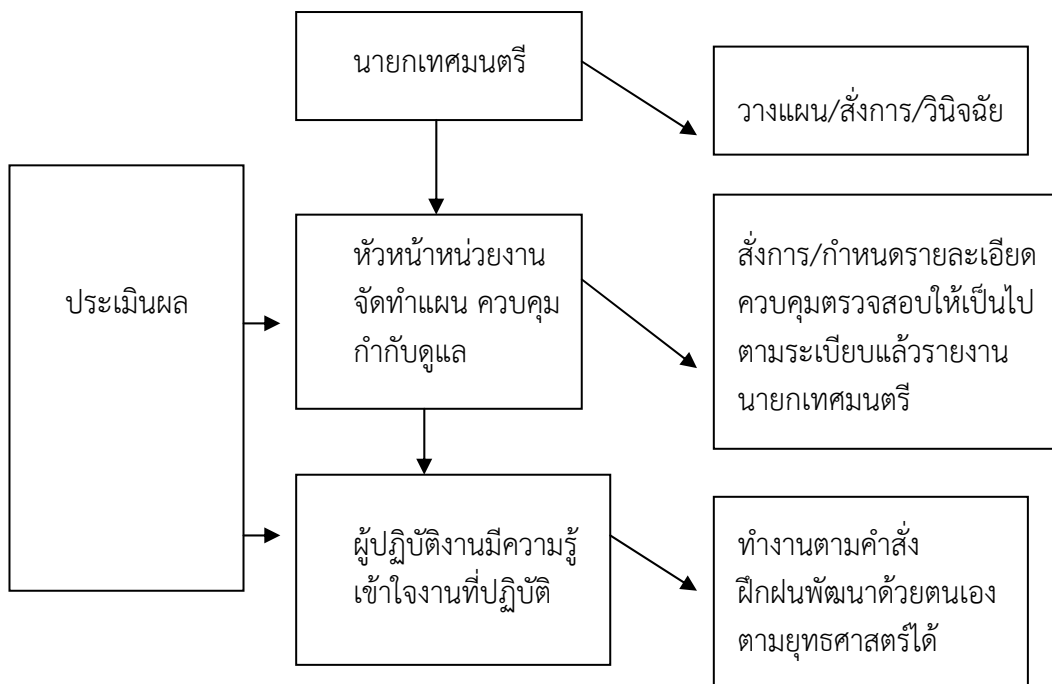 นายกเทศมนตรี
วางแผน/สั่งการ/วินิจฉัย
ประเมินผล
หัวหน้าหน่วยงาน
จัดทำแผน ควบคุม
กำกับดูแล
สั่งการ/กำหนดรายละเอียด
ควบคุมตรวจสอบให้เป็นไป
ตามระเบียบแล้วรายงาน
นายกเทศมนตรี
ผู้ปฏิบัติงานมีความรู้
เข้าใจงานที่ปฏิบัติ
ทำงานตามคำสั่ง
ฝึกฝนพัฒนาด้วยตนเอง
ตามยุทธศาสตร์ได้